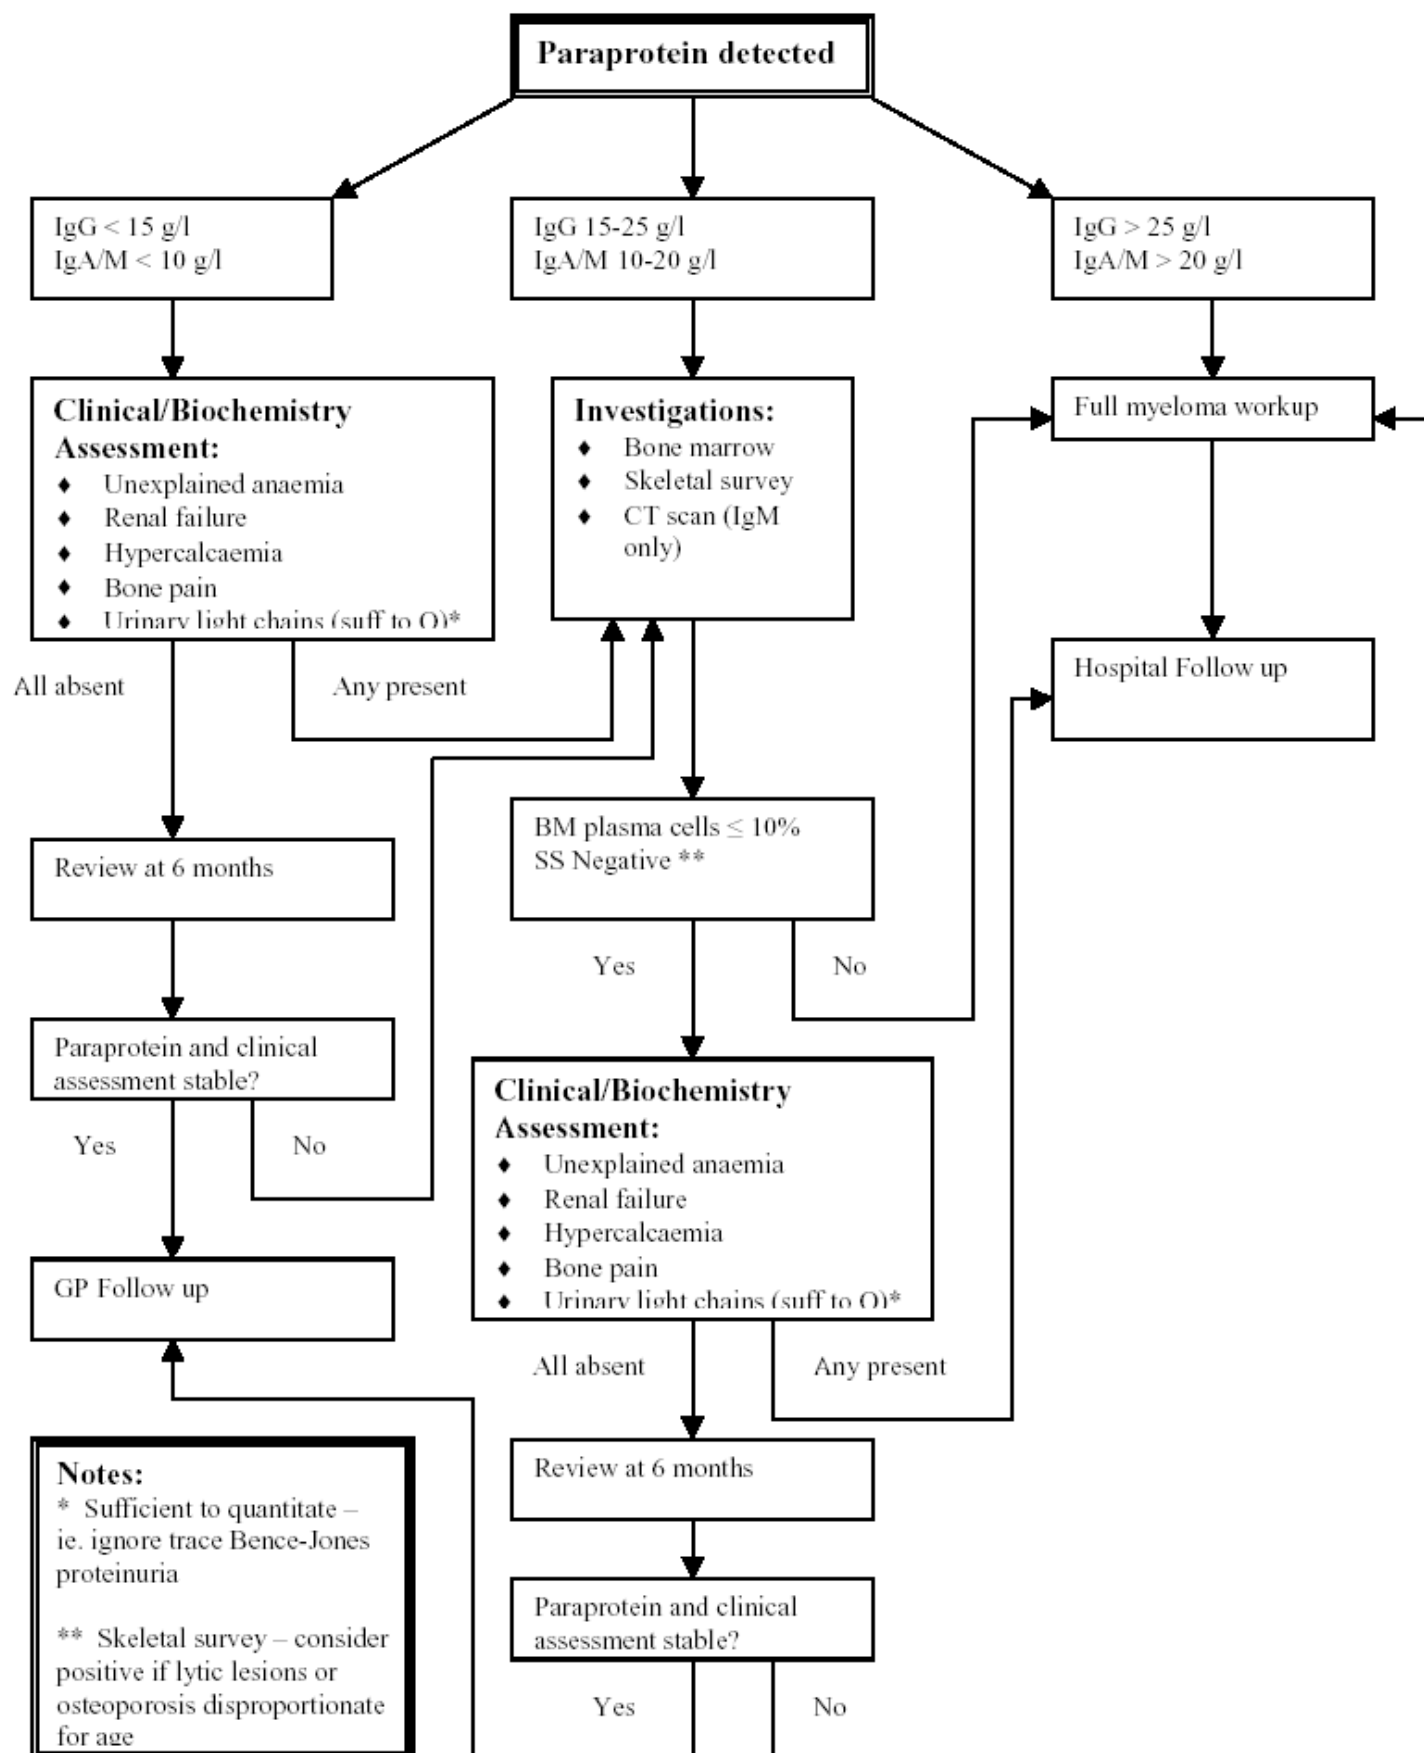 Paraprotein detected
IgG < 15 g/l
IgA/M < 10 g/l
IgG 15-25 g/l
IgA/M 10-20 g/l
IgG > 25 g/l
IgA/M > 20 g/l
Clinical/Biochemistry
Assessment:
♦ Unexplained anaemia
♦ Renal failure
♦ Hypercalcaemia
♦ Bone pain
♦ Urinary light chains (suff to Q)*
Investigations:
♦ Bone marrow
♦ Skeletal survey
♦ CT scan (IgM
only)
Full myeloma workup
Hospital Follow up
All absent
Any present
Review at 6 months
BM plasma cells ≤ 10%
SS Negative **
Yes
No
Paraprotein and clinical
assessment stable?
Yes
No
Clinical/Biochemistry
Assessment:
♦ Unexplained anaemia
♦ Renal failure
♦ Hypercalcaemia
♦ Bone pain
♦ Urinary light chains (suff to Q)*
GP Follow up
All absent
Any present
Review at 6 months
Notes:
* Sufficient to quantitate –
ie. ignore trace Bence-Jones
proteinuria
** Skeletal survey – consider
positive if lytic lesions or
osteoporosis disproportionate
for age
Paraprotein and clinical
assessment stable?
Yes
No